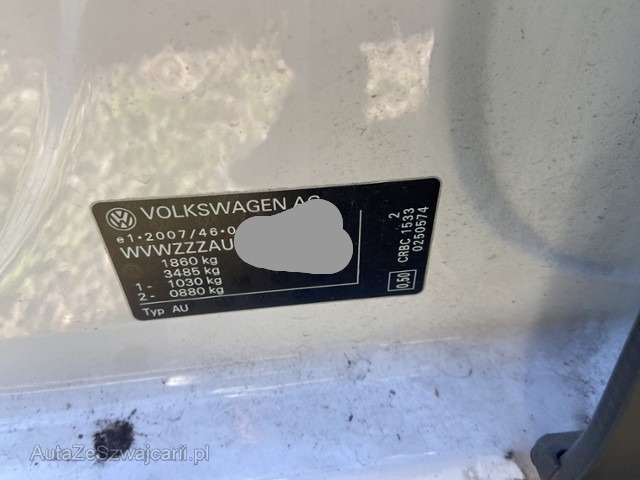 VOLKSWAGEN AG
e1*2007/46*0
WVWZZZAU
1860 kg
3485 kg
1- 1030 kg
2- 0880 kg
Typ AU
0,50
CRBC 1533 2
0250574
AutaZeSzwajcarii.pl